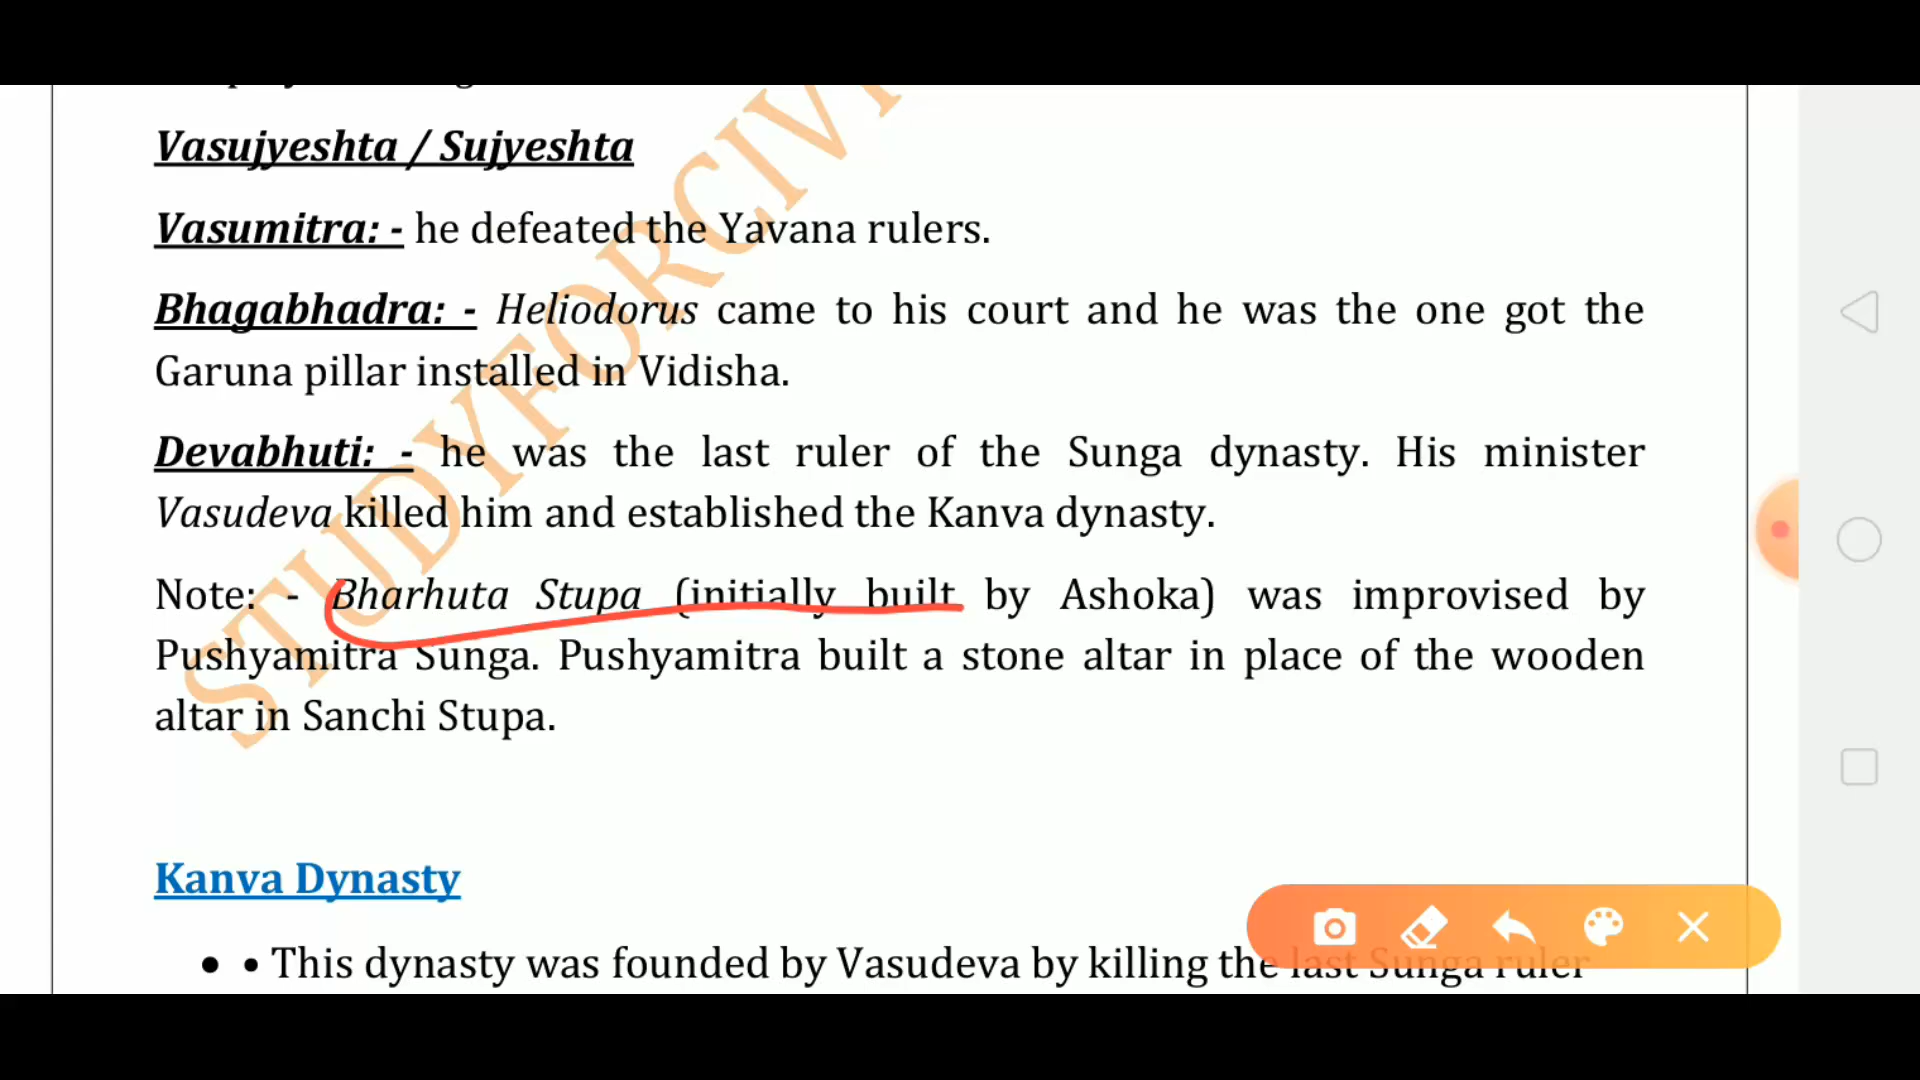 Vasujyeshta / Sujyeshta
Vasumitra: - he defeated the Yavana rulers.
Bhagabhadra: - Heliodorus came to his court and he was the one got the
Garuna pillar installed in Vidisha.
Devabhuti: - he was the last ruler of the Sunga dynasty. His minister
Vasudeva killed him and established the Kanva dynasty.
Note: - Bharhuta Stupa (initially built by Ashoka) was improvised by
Pushyamitra Sunga. Pushyamitra built a stone altar in place of the wooden
altar in Sanchi Stupa.
Kanva Dynasty
• • This dynasty was founded by Vasudeva by killing the last Sunga ruler
STUDYFORCIV